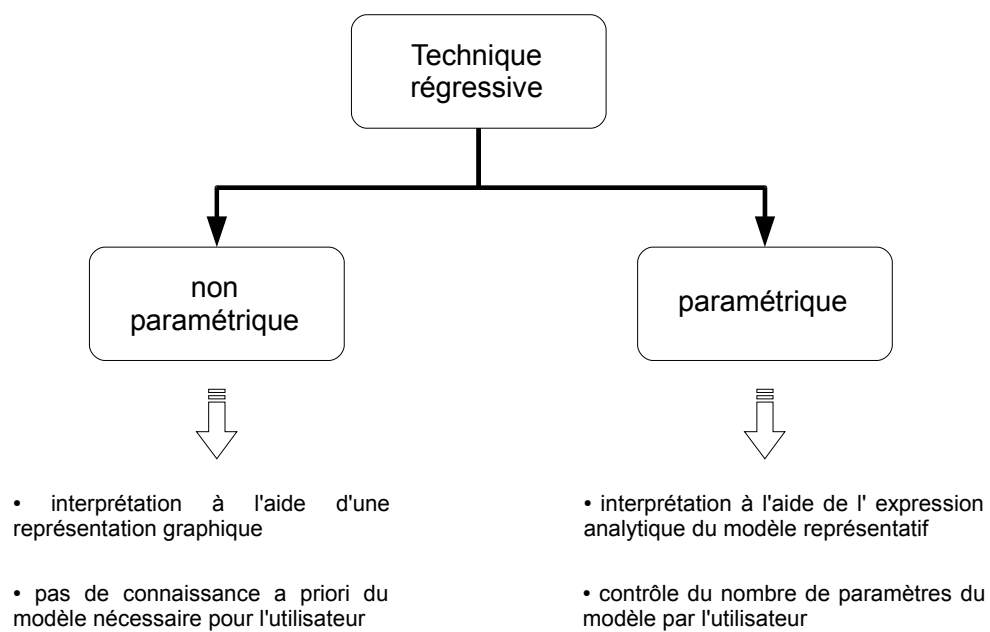 Technique
régressive
non
paramétrique
paramétrique
• interprétation à l'aide d'une
représentation graphique
• pas de connaissance a priori du
modèle nécessaire pour l'utilisateur
• interprétation à l'aide de l' expression
analytique du modèle représentatif
• contrôle du nombre de paramètres du
modèle par l'utilisateur